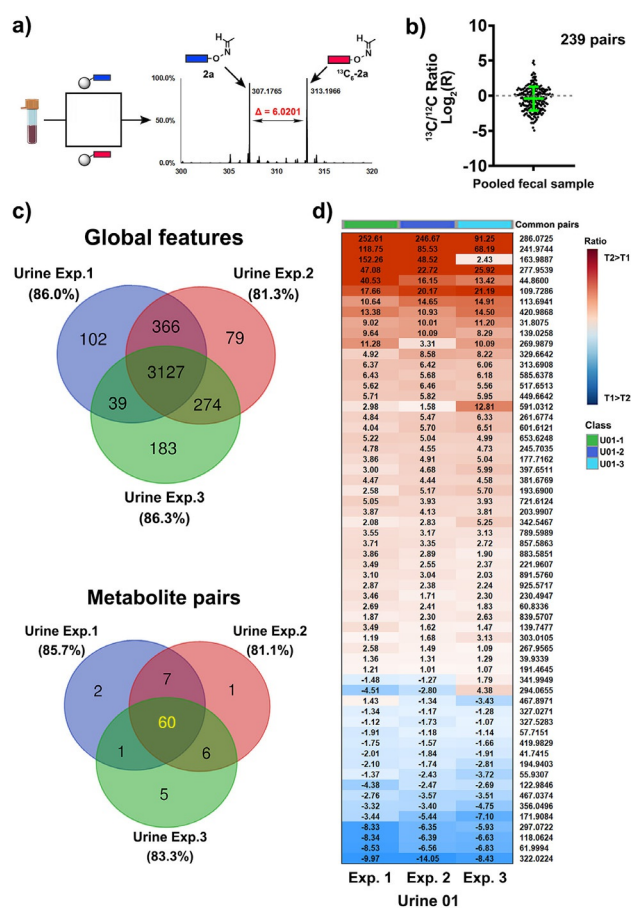 a)
2a
¹³C₆-2a
O
N
H
O
N
H
100.0%
50.0%
0.0%
307.1765
313.1966
Δ = 6.0201
300
305
310
315
320
b)
239 pairs
¹³C/¹²C Ratio
Log₂(R)
10
5
0
-5
-10
Pooled fecal sample
c)
Global features
Urine Exp.1
(86.0%)
Urine Exp.2
(81.3%)
102
366
79
3127
39
274
183
Urine Exp.3
(86.3%)
Metabolite pairs
Urine Exp.1
(85.7%)
Urine Exp.2
(81.1%)
2
7
1
60
1
6
5
Urine Exp.3
(83.3%)
d)
Common pairs
252.61 246.67 91.25 286.0725
118.75 85.53 68.19 241.9744
152.26 48.52 2.43 163.9887
47.08 22.72 25.92 277.9539
40.53 16.15 13.42 44.8600
17.66 20.17 21.19 109.7286
10.64 14.65 14.91 113.6941
13.38 10.93 14.50 420.9868
9.02 10.01 11.20 31.8075
9.64 10.09 8.29 139.0258
11.28 3.31 10.09 269.9879
4.92 8.58 8.22 329.6642
6.37 6.42 6.06 313.6908
6.43 5.68 6.18 585.6378
5.62 6.46 5.56 517.6513
5.71 5.82 5.95 449.6642
2.98 1.58 12.81 591.0312
4.84 5.47 6.33 261.6774
4.04 5.70 6.51 601.6121
5.22 5.04 4.99 653.6248
4.78 4.55 4.73 245.7035
3.86 4.91 5.04 177.7162
3.00 4.68 5.99 397.6511
4.47 4.44 4.58 381.6769
2.58 5.17 5.70 193.6900
5.05 3.93 3.93 721.6124
3.87 4.13 3.81 203.9907
2.08 2.83 5.25 342.5467
3.55 3.17 3.13 789.5989
3.71 3.35 2.72 857.5863
3.86 2.89 1.90 883.5851
3.49 2.55 2.37 221.9607
3.10 3.04 2.03 891.5760
2.87 2.38 2.24 925.5717
3.46 1.71 2.30 230.4947
2.69 2.41 1.83 60.8336
1.87 2.30 2.63 839.5707
3.49 1.62 1.47 139.7477
1.19 1.68 3.13 303.0105
2.58 1.49 1.09 267.9565
1.36 1.31 1.29 39.9339
1.21 1.01 1.07 191.4645
-1.48 -1.27 1.79 341.9949
-4.51 -2.80 4.38 294.0655
1.43 -1.34 -3.43 467.8971
-1.34 -1.17 -1.28 327.0271
-1.12 -1.73 -1.07 327.5283
-1.91 -1.18 -1.14 57.7151
-1.75 -1.57 -1.66 419.9829
-2.01 -1.84 -1.91 41.7415
-2.10 -1.74 -2.81 194.9403
-1.37 -2.43 -3.72 55.9307
-4.38 -2.47 -2.69 122.9846
-2.76 -3.57 -3.51 467.0374
-3.32 -3.40 -4.75 356.0496
-3.44 -5.44 -7.10 171.9084
-8.33 -6.35 -5.93 297.0722
-8.34 -6.39 -6.63 118.0624
-8.53 -6.56 -6.83 61.9994
-9.97 -14.05 -8.43 322.0224
Exp. 1 Exp. 2 Exp. 3
Urine 01
Ratio
T2>T1
T1>T2
Class
U01-1
U01-2
U01-3